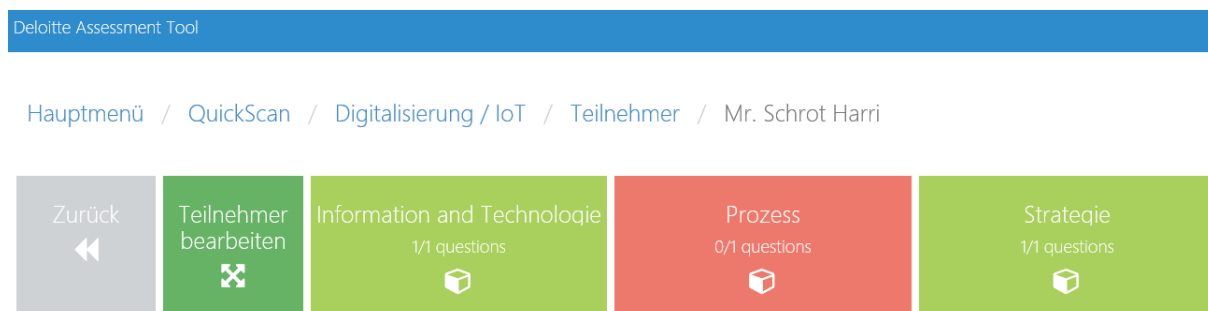 Deloitte Assessment Tool
Hauptmenü / QuickScan / Digitalisierung / IoT / Teilnehmer / Mr. Schrot Harri
Zurück
Teilnehmer
bearbeiten
Information and Technologie
1/1 questions
Prozess
0/1 questions
Strategie
1/1 questions